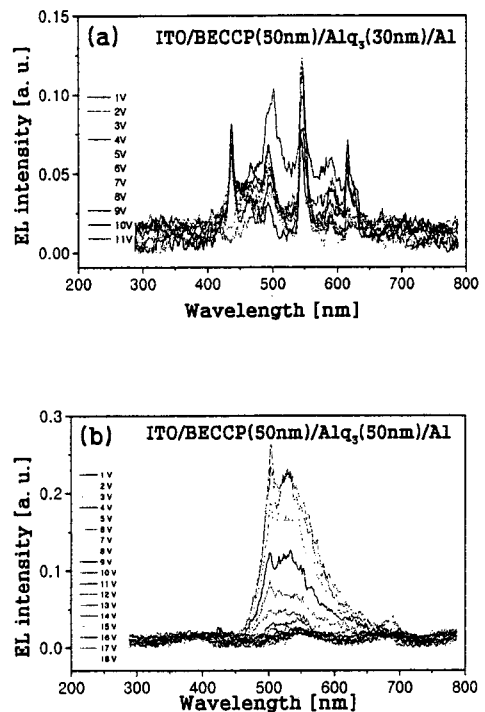 (a) ITO/BECCP(50nm)/Alq₃(30nm)/Al
EL intensity [a. u.]
0.15
0.10
0.05
0.00
1V
2V
3V
4V
5V
6V
7V
8V
9V
10V
11V
200 300 400 500 600 700 800
Wavelength [nm]
(b) ITO/BECCP(50nm)/Alq₃(50nm)/Al
EL intensity [a. u.]
0.3
0.2
0.1
0.0
1V
2V
3V
4V
5V
6V
7V
8V
9V
10V
11V
12V
13V
14V
15V
16V
17V
18V
200 300 400 500 600 700 800
Wavelength [nm]